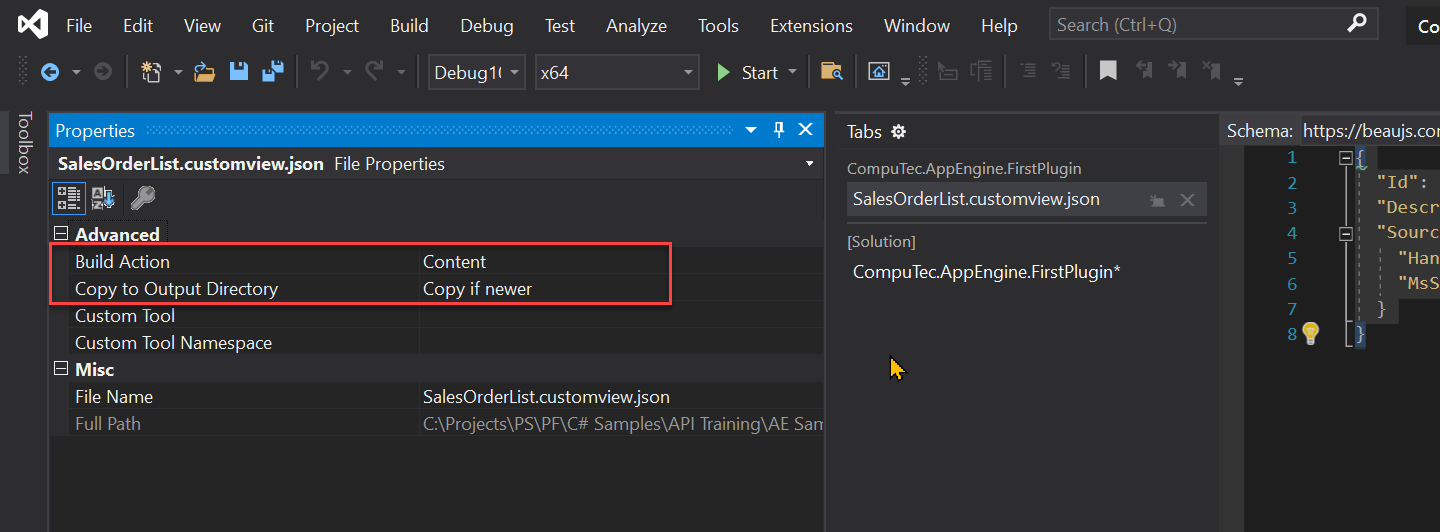 File Edit View Git Project Build Debug Test Analyze Tools Extensions Window Help Search (Ctrl+Q) Co
Debug1 x64 Start
Toolbox
Properties
SalesOrderList.customview.json File Properties
Advanced
Build Action Content
Copy to Output Directory Copy if newer
Custom Tool
Custom Tool Namespace
Misc
File Name SalesOrderList.customview.json
Full Path C:\Projects\PS\PF\C# Samples\API Training\AE Sam
Tabs
CompuTec.AppEngine.FirstPlugin
SalesOrderList.customview.json
[Solution]
CompuTec.AppEngine.FirstPlugin*
Schema: https://beaujs.co
1 {
2 "Id":
3 "Descr
4 "Sourc
5 "Han
6 "MsS
7 }
8 }